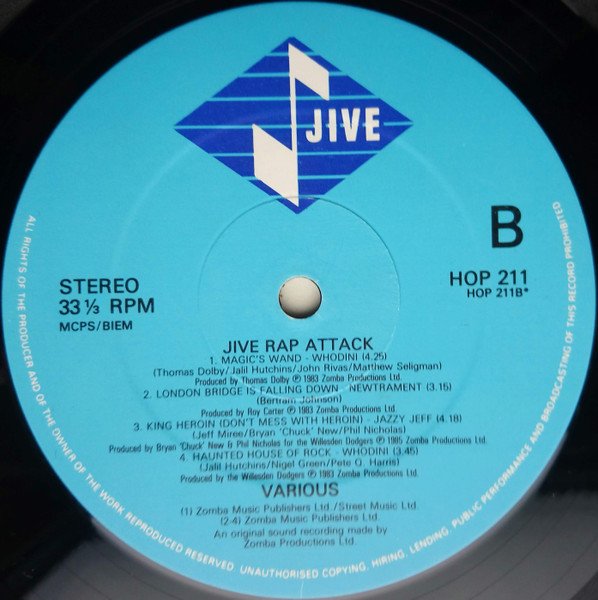 JIVE
B
STEREO
33 ⅓ RPM
MCPS/BIEM
HOP 211
HOP 211B*
JIVE RAP ATTACK
1. MAGIC'S WAND - WHODINI (4.25)
(Thomas Dolby/Jalil Hutchins/John Rivas/Matthew Seligman)
Produced by Thomas Dolby ℗ 1983 Zomba Productions Ltd.
2. LONDON BRIDGE IS FALLING DOWN - NEWTRAMENT (3.15)
(Bertram Johnson)
Produced by Roy Carter ℗ 1983 Zomba Productions Ltd.
3. KING HEROIN (DON'T MESS WITH HEROIN) - JAZZY JEFF (4.18)
(Jeff Miree/Bryan 'Chuck' New/Phil Nicholas)
Produced by Bryan 'Chuck' New & Phil Nicholas for the Willesden Dodgers ℗ 1985 Zomba Productions Ltd.
4. HAUNTED HOUSE OF ROCK - WHODINI (3.45)
(Jalil Hutchins/Nigel Green/Pete Q. Harris)
Produced by the Willesden Dodgers ℗ 1983 Zomba Productions Ltd.
VARIOUS
(1) Zomba Music Publishers Ltd./Street Music Ltd.
(2-4) Zomba Music Publishers Ltd.
An original sound recording made by
Zomba Productions Ltd.
ALL RIGHTS OF THE PRODUCER AND OF THE OWNER OF THE WORK REPRODUCED RESERVED. UNAUTHORISED COPYING, HIRING, LENDING, PUBLIC PERFORMANCE AND BROADCASTING OF THIS RECORD PROHIBITED